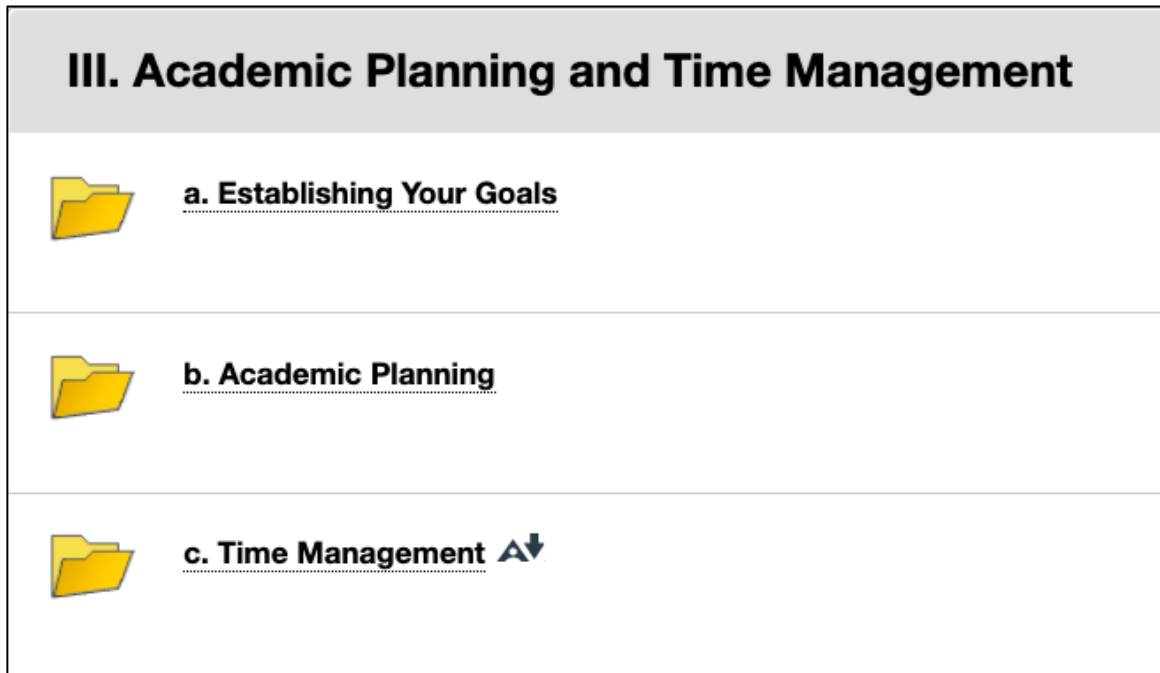 III. Academic Planning and Time Management
a. Establishing Your Goals
b. Academic Planning
c. Time Management